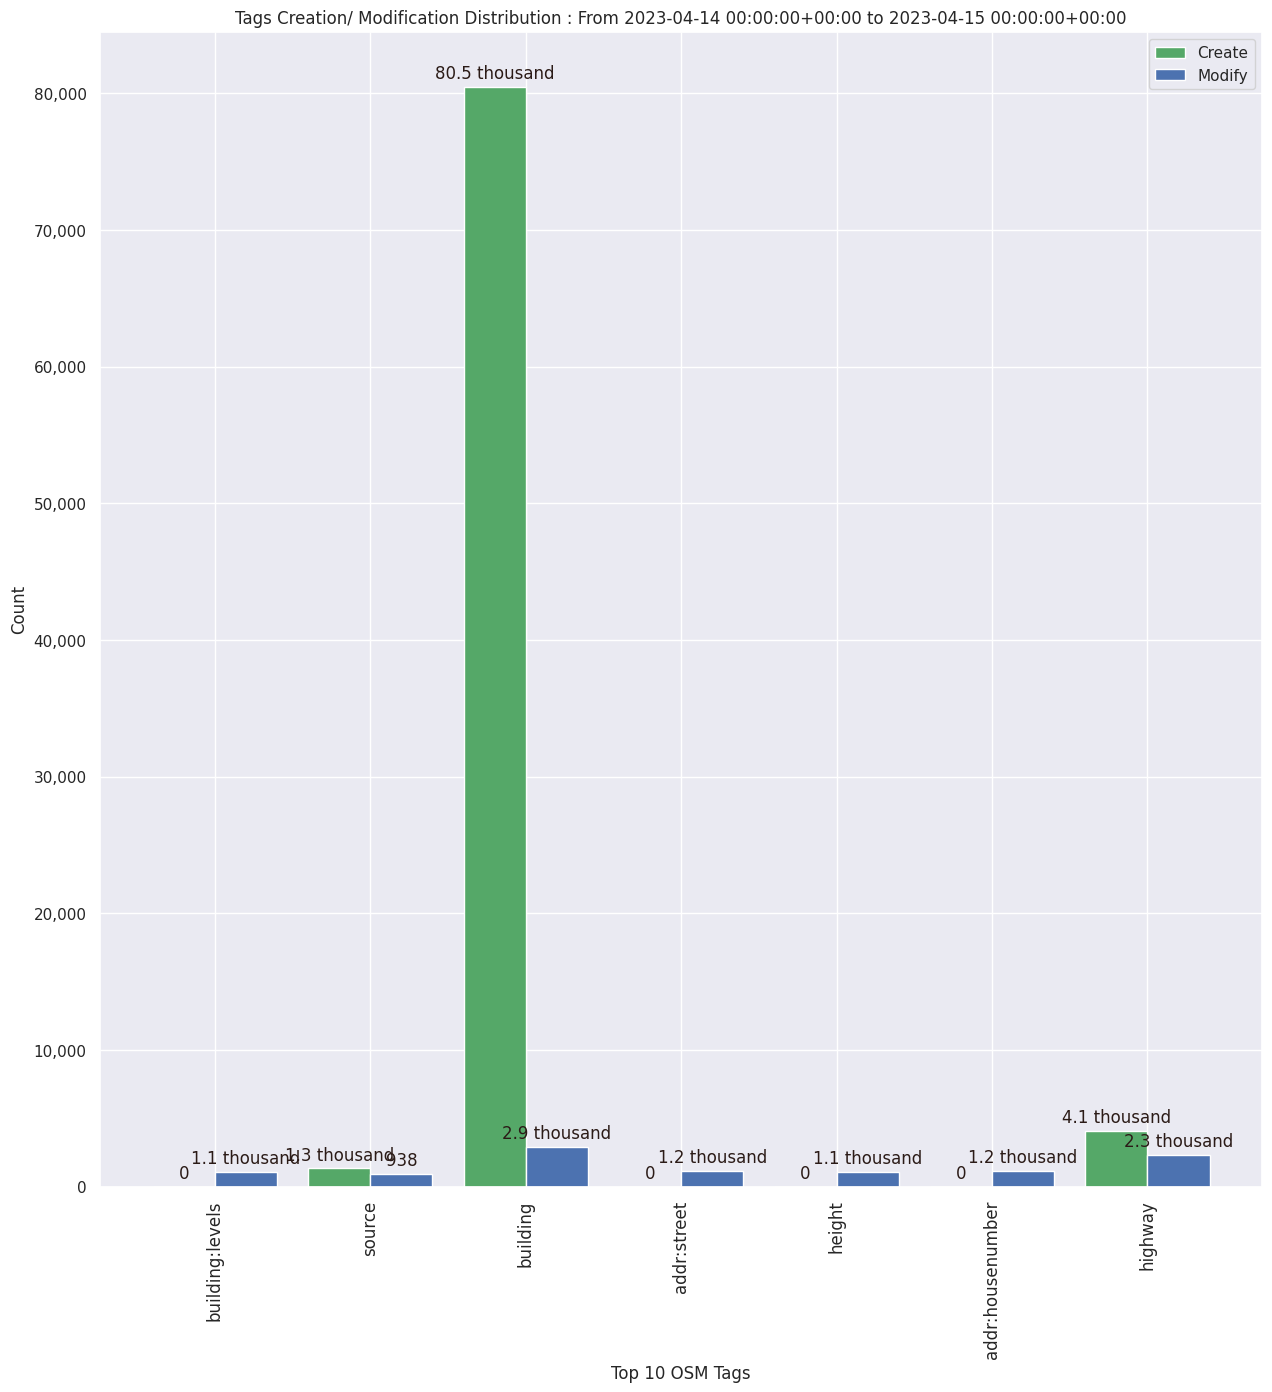 Tags Creation/ Modification Distribution : From 2023-04-14 00:00:00+00:00 to 2023-04-15 00:00:00+00:00
Create
Modify
Count
80,000
70,000
60,000
50,000
40,000
30,000
20,000
10,000
0
0
1.1 thousand
1.3 thousand
938
80.5 thousand
2.9 thousand
0
1.2 thousand
0
1.1 thousand
0
1.2 thousand
4.1 thousand
2.3 thousand
building:levels
source
building
addr:street
height
addr:housenumber
highway
Top 10 OSM Tags